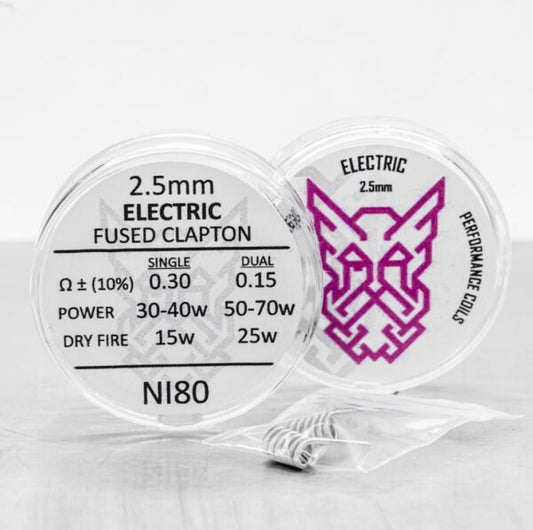 2.5mm
ELECTRIC
FUSED CLAPTON
SINGLE DUAL
Ω ± (10%) 0.30 0.15
POWER 30-40w 50-70w
DRY FIRE 15w 25w
NI80
ELECTRIC
2.5mm
PERFORMANCE COILS